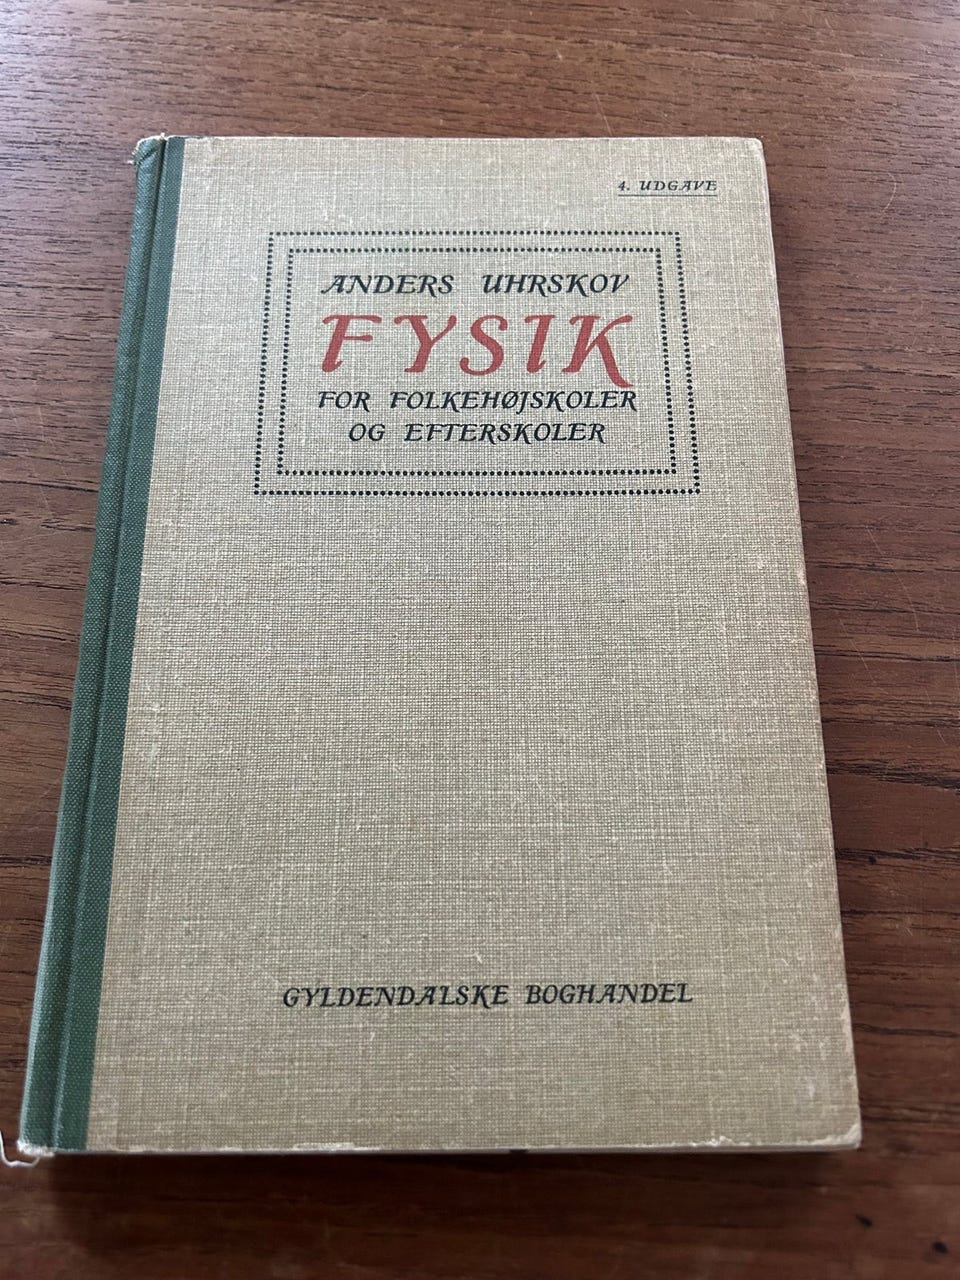 4. UDGAVE
ANDERS UHRSKOV
FYSIK
FOR FOLKEHØJSKOLER
OG EFTERSKOLER
GYLDENDALSKE BOGHANDEL